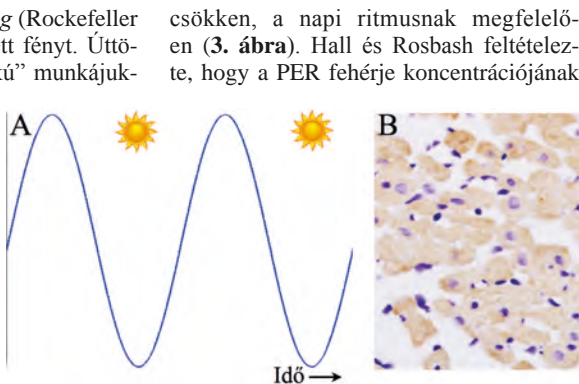 g (Rockefeller
tt fényt. Úttö-
kú” munkájuk-
csökken, a napi ritmusnak megfelelő-
en (3. ábra). Hall és Rosbash feltételez-
te, hogy a PER fehérje koncentrációjának
A
B
Idő